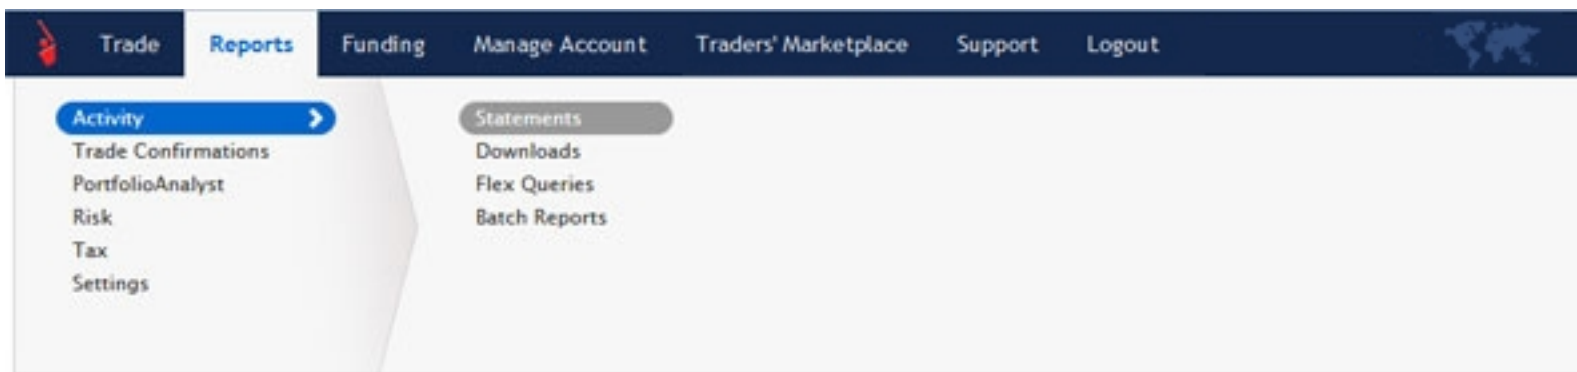 Trade Reports Funding Manage Account Traders' Marketplace Support Logout
Activity
Trade Confirmations
PortfolioAnalyst
Risk
Tax
Settings
Statements
Downloads
Flex Queries
Batch Reports